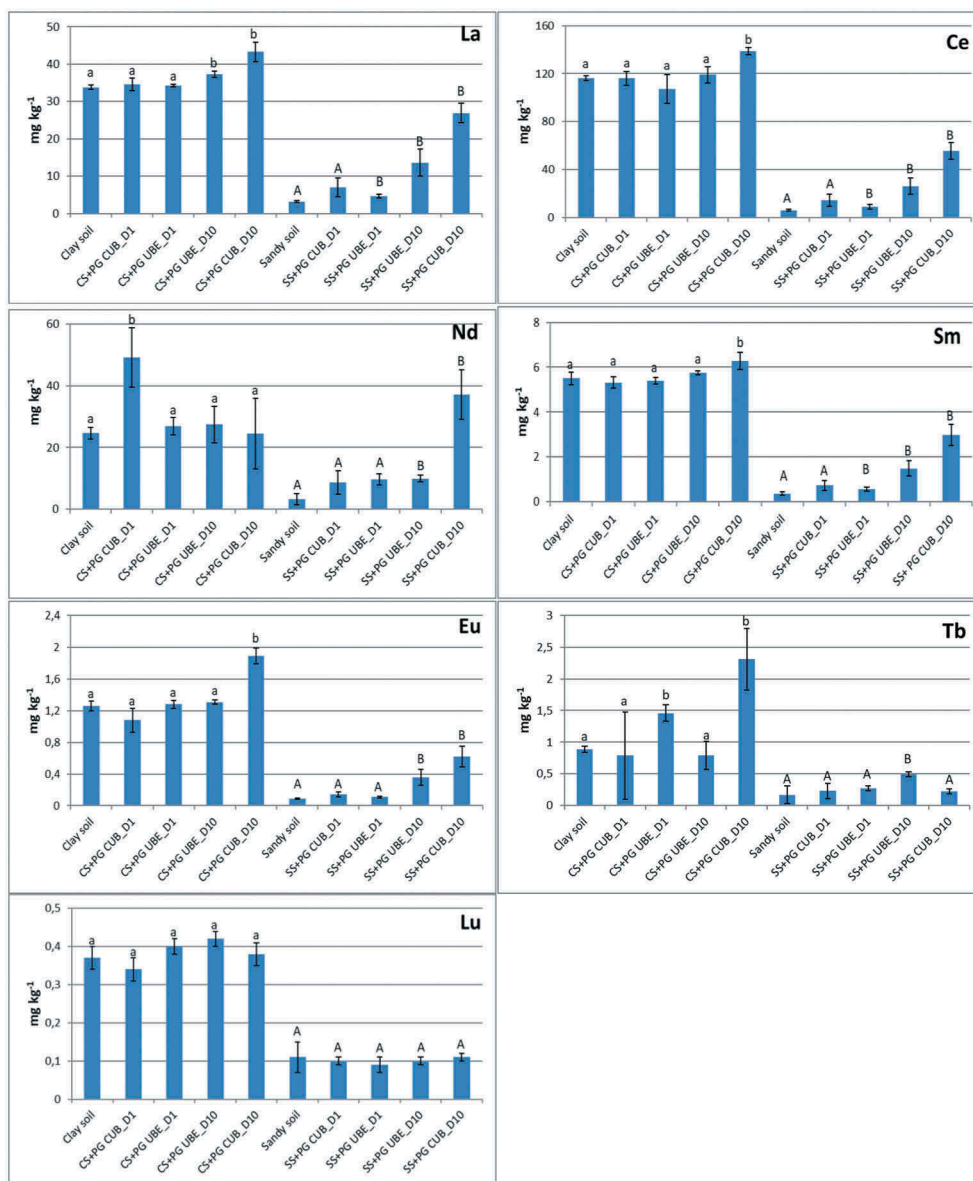 La
50
40
30
20
10
0
mg kg⁻¹
a a a b b A A B B B
Clay soil
CS+PG CUB_D1
CS+PG UBE_D1
CS+PG UBE_D10
CS+PG CUB_D10
Sandy soil
SS+PG CUB_D1
SS+PG UBE_D1
SS+PG UBE_D10
SS+PG CUB_D10
Ce
160
120
80
40
0
mg kg⁻¹
a a a a b A A B B B
Clay soil
CS+PG CUB_D1
CS+PG UBE_D1
CS+PG UBE_D10
CS+PG CUB_D10
Sandy soil
SS+PG CUB_D1
SS+PG UBE_D1
SS+PG UBE_D10
SS+PG CUB_D10
Nd
60
40
20
0
mg kg⁻¹
a b a a a A A A B B
Clay soil
CS+PG CUB_D1
CS+PG UBE_D1
CS+PG UBE_D10
CS+PG CUB_D10
Sandy soil
SS+PG CUB_D1
SS+PG UBE_D1
SS+PG UBE_D10
SS+PG CUB_D10
Sm
8
6
4
2
0
mg kg⁻¹
a a a a b A A B B B
Clay soil
CS+PG CUB_D1
CS+PG UBE_D1
CS+PG UBE_D10
CS+PG CUB_D10
Sandy soil
SS+PG CUB_D1
SS+PG UBE_D1
SS+PG UBE_D10
SS+ PG CUB_D10
Eu
2,4
2
1,6
1,2
0,8
0,4
0
mg kg⁻¹
a a a a b A A A B B
Clay soil
CS+PG CUB_D1
CS+PG UBE_D1
CS+PG UBE_D10
CS+PG CUB_D10
Sandy soil
SS+PG CUB_D1
SS+PG UBE_D1
SS+PG UBE_D10
SS+PG CUB_D10
Tb
3
2,5
2
1,5
1
0,5
0
mg kg⁻¹
a a b a b A A A B A
Clay soil
CS+PG CUB_D1
CS+PG UBE_D1
CS+PG UBE_D10
CS+PG CUB_D10
Sandy soil
SS+PG CUB_D1
SS+PG UBE_D1
SS+PG UBE_D10
SS+PG CUB_D10
Lu
0,5
0,4
0,3
0,2
0,1
0
mg kg⁻¹
a a a a a A A A A A
Clay soil
CS+PG CUB_D1
CS+PG UBE_D1
CS+PG UBE_D10
CS+PG CUB_D10
Sandy soil
SS+PG CUB_D1
SS+PG UBE_D1
SS+PG UBE_D10
SS+PG CUB_D10